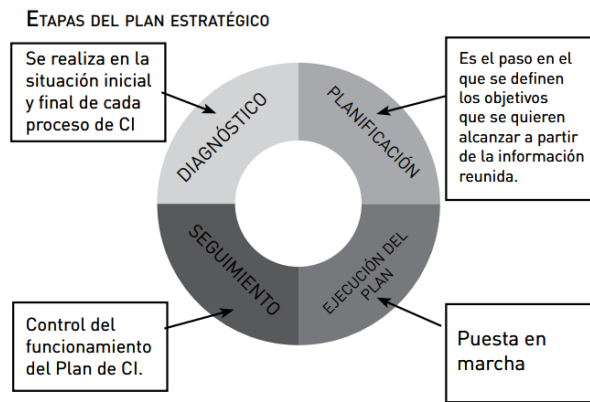 ETAPAS DEL PLAN ESTRATÉGICO
Se realiza en la
situación inicial
y final de cada
proceso de CI
Es el paso en el
que se definen
los objetivos
que se quieren
alcanzar a partir
de la información
reunida.
DIAGNÓSTICO
PLANIFICACIÓN
SEGUIMIENTO
EJECUCIÓN DEL
PLAN
Control del
funcionamiento
del Plan de CI.
Puesta en
marcha